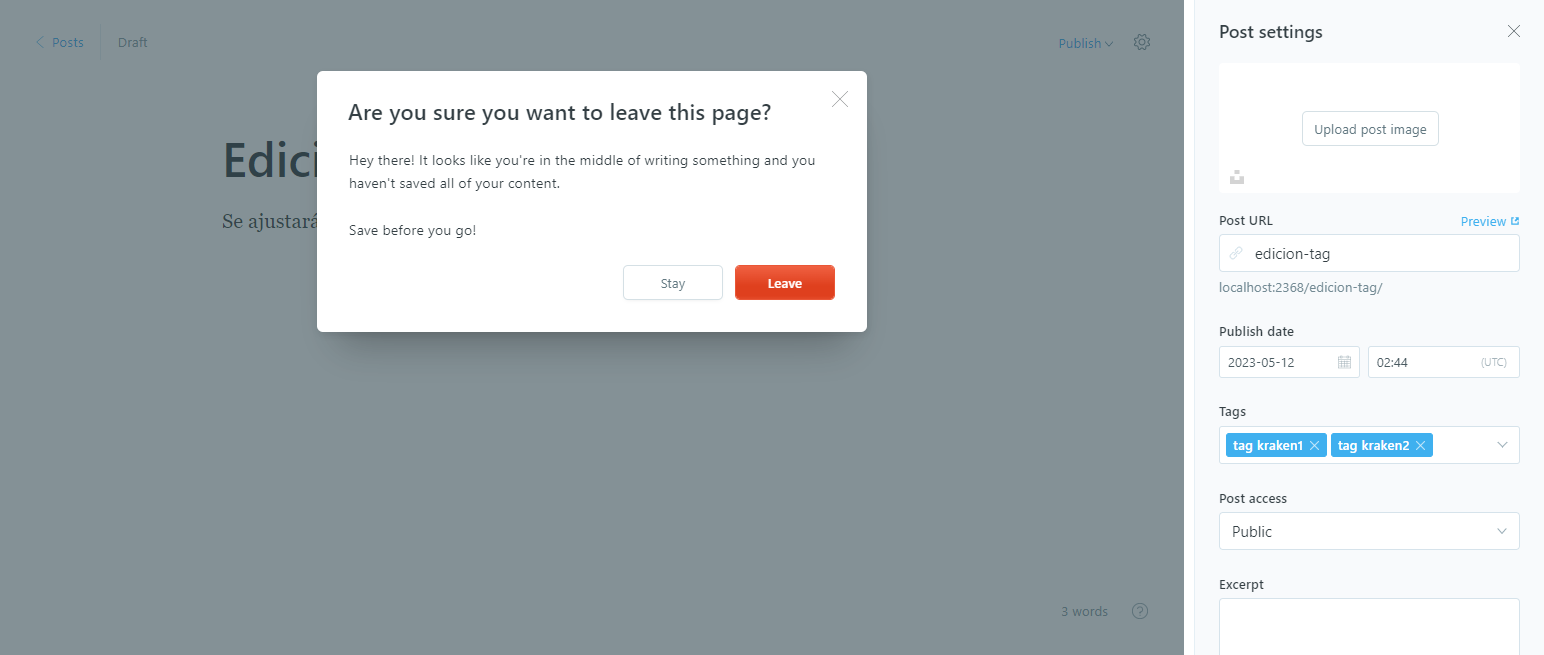 Posts
Draft
Publish
Are you sure you want to leave this page?
Hey there! It looks like you're in the middle of writing something and you
haven't saved all of your content.
Save before you go!
Stay
Leave
Edici
Se ajustará
3 words
Post settings
Upload post image
Post URL
Preview
edicion-tag
localhost:2368/edicion-tag/
Publish date
2023-05-12
02:44
(UTC)
Tags
tag kraken1
tag kraken2
Post access
Public
Excerpt